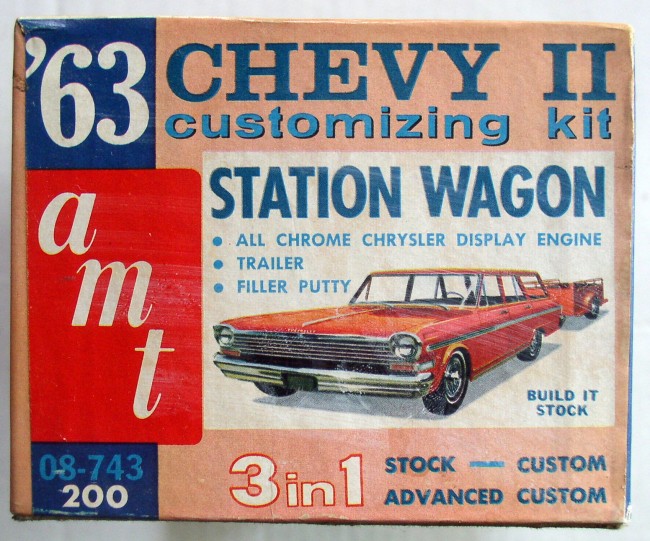 '63
CHEVY II
customizing kit
amt
STATION WAGON
• ALL CHROME CHRYSLER DISPLAY ENGINE
• TRAILER
• FILLER PUTTY
BUILD IT
STOCK
08-743
200
3 in 1
STOCK — CUSTOM
ADVANCED CUSTOM